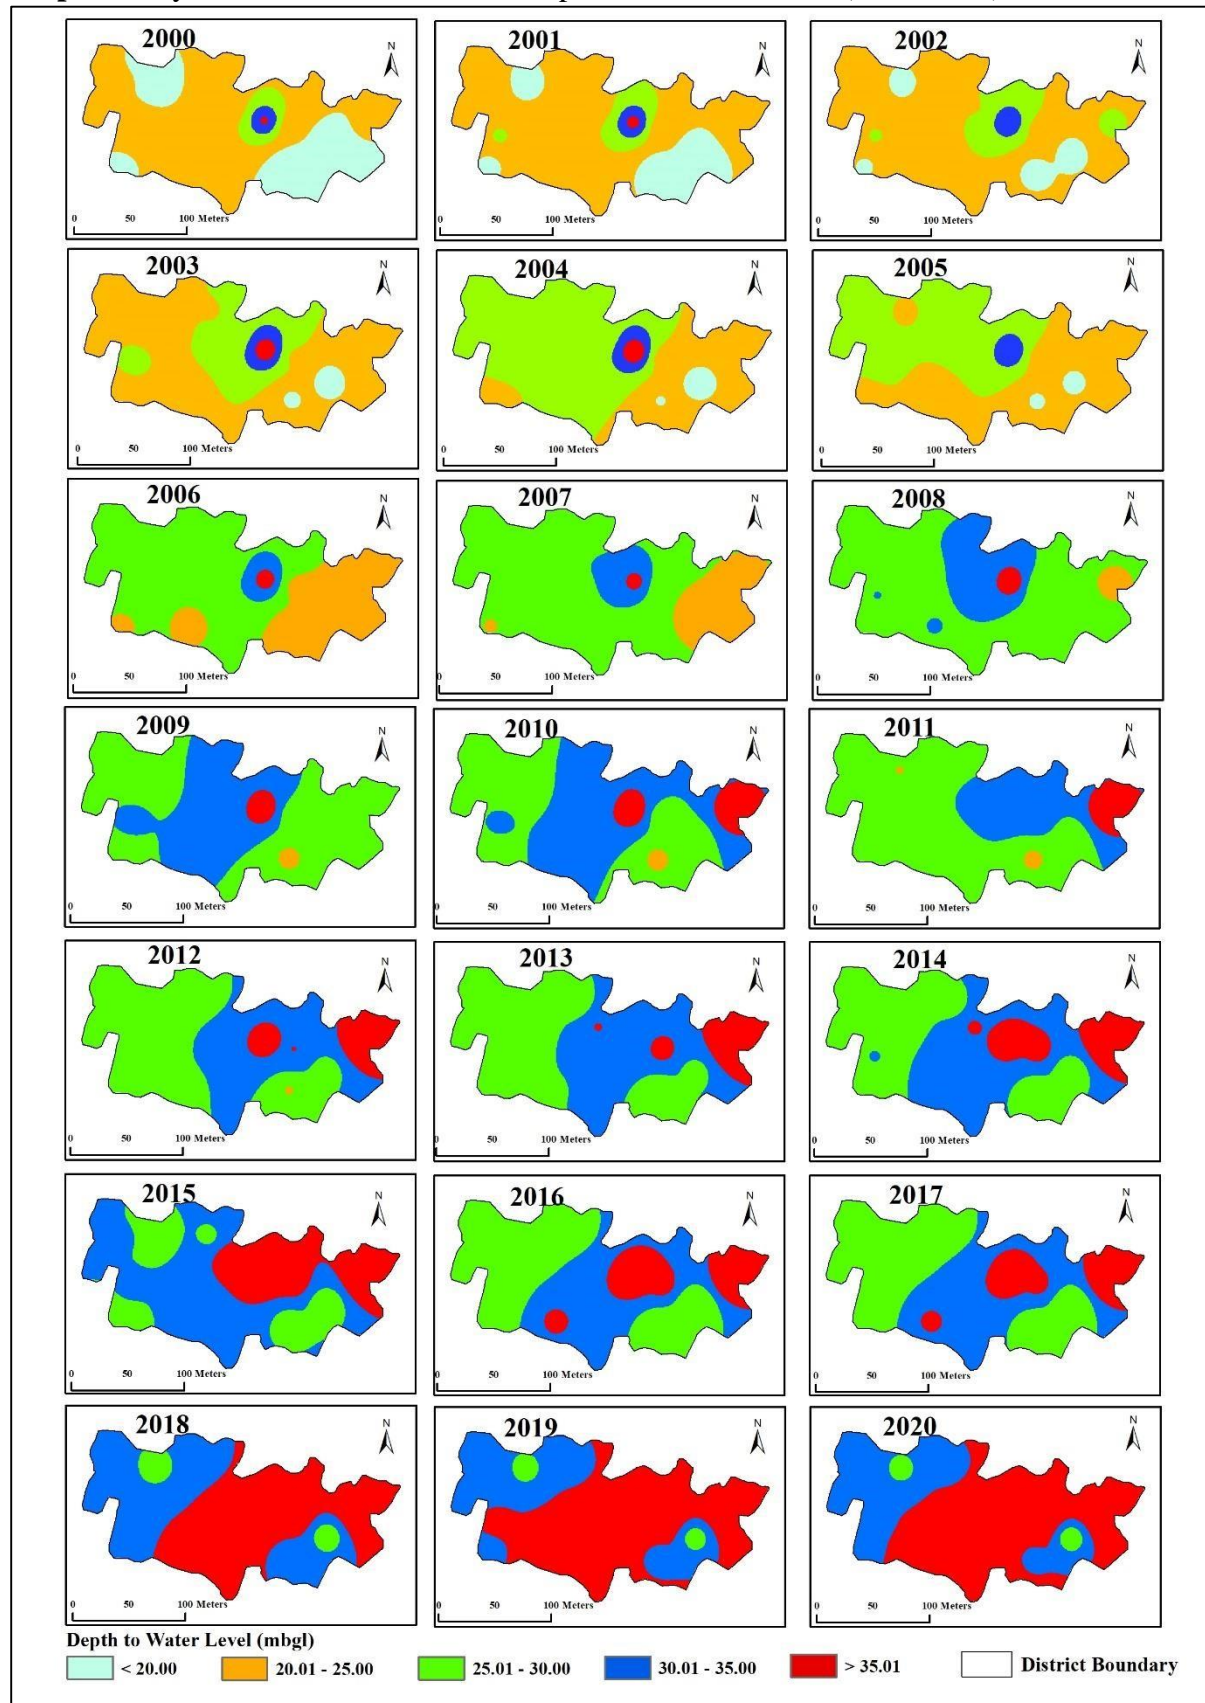 2000 2001 2002
N N N
0 50 100 Meters 0 50 100 Meters 0 50 100 Meters
2003 2004 2005
N N N
0 50 100 Meters 0 50 100 Meters 0 50 100 Meters
2006 2007 2008
N N N
0 50 100 Meters 0 50 100 Meters 0 50 100 Meters
2009 2010 2011
N N N
0 50 100 Meters 0 50 100 Meters 0 50 100 Meters
2012 2013 2014
N N N
0 50 100 Meters 0 50 100 Meters 0 50 100 Meters
2015 2016 2017
N N N
0 50 100 Meters 0 50 100 Meters 0 50 100 Meters
2018 2019 2020
N N N
0 50 100 Meters 0 50 100 Meters 0 50 100 Meters
Depth to Water Level (mbgl)
< 20.00 20.01 - 25.00 25.01 - 30.00 30.01 - 35.00 > 35.01 District Boundary